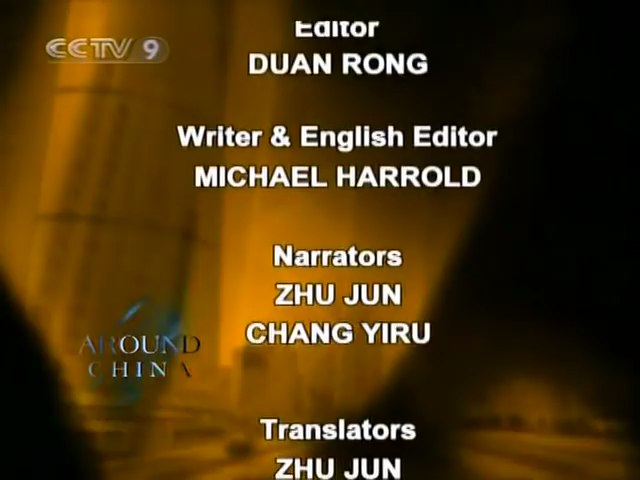 Editor
CCTV 9
DUAN RONG
Writer & English Editor
MICHAEL HARROLD
Narrators
ZHU JUN
CHANG YIRU
AROUND
CHINA
Translators
ZHU JUN